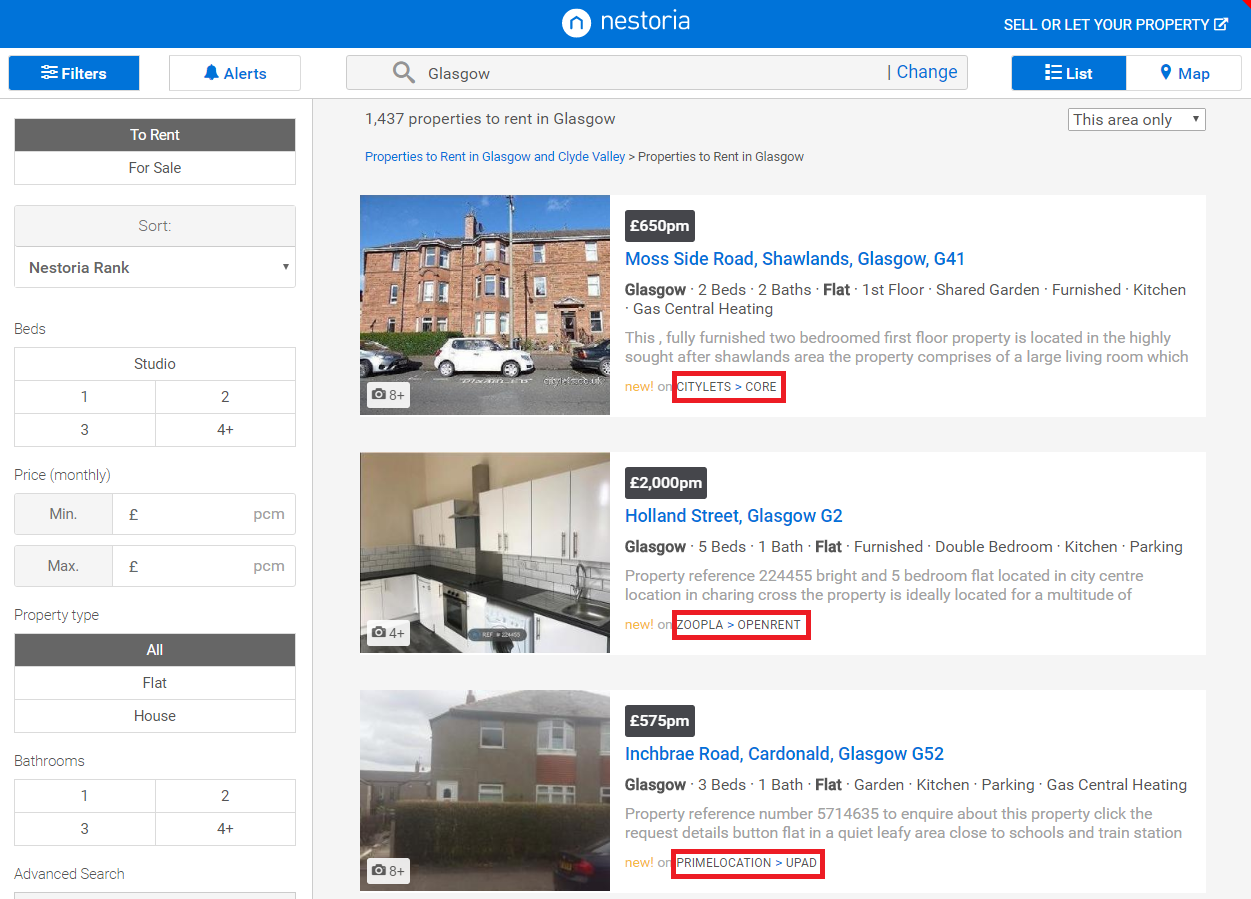 nestoria
SELL OR LET YOUR PROPERTY
Filters
Alerts
Glasgow
| Change
List
Map
To Rent
For Sale
Sort:
Nestoria Rank
Beds
Studio
1
2
3
4+
Price (monthly)
Min.
£
pcm
Max.
£
pcm
Property type
All
Flat
House
Bathrooms
1
2
3
4+
Advanced Search
1,437 properties to rent in Glasgow
This area only
Properties to Rent in Glasgow and Clyde Valley > Properties to Rent in Glasgow
citylets.co.uk
8+
£650pm
Moss Side Road, Shawlands, Glasgow, G41
Glasgow · 2 Beds · 2 Baths · Flat · 1st Floor · Shared Garden · Furnished · Kitchen
· Gas Central Heating
This , fully furnished two bedroomed first floor property is located in the highly
sought after shawlands area the property comprises of a large living room which
new! on CITYLETS > CORE
REF # 224455
4+
£2,000pm
Holland Street, Glasgow G2
Glasgow · 5 Beds · 1 Bath · Flat · Furnished · Double Bedroom · Kitchen · Parking
Property reference 224455 bright and 5 bedroom flat located in city centre
location in charing cross the property is ideally located for a multitude of
new! on ZOOPLA > OPENRENT
8+
£575pm
Inchbrae Road, Cardonald, Glasgow G52
Glasgow · 3 Beds · 1 Bath · Flat · Garden · Kitchen · Parking · Gas Central Heating
Property reference number 5714635 to enquire about this property click the
request details button flat in a quiet leafy area close to schools and train station
new! on PRIMELOCATION > UPAD